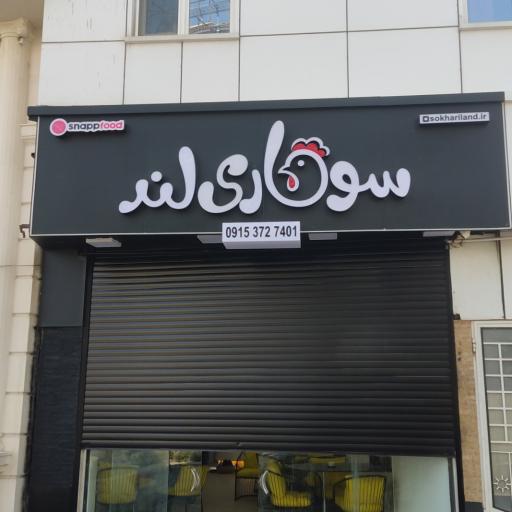 snappfood
sokhariland.ir
سوخاری لند
0915 372 7401